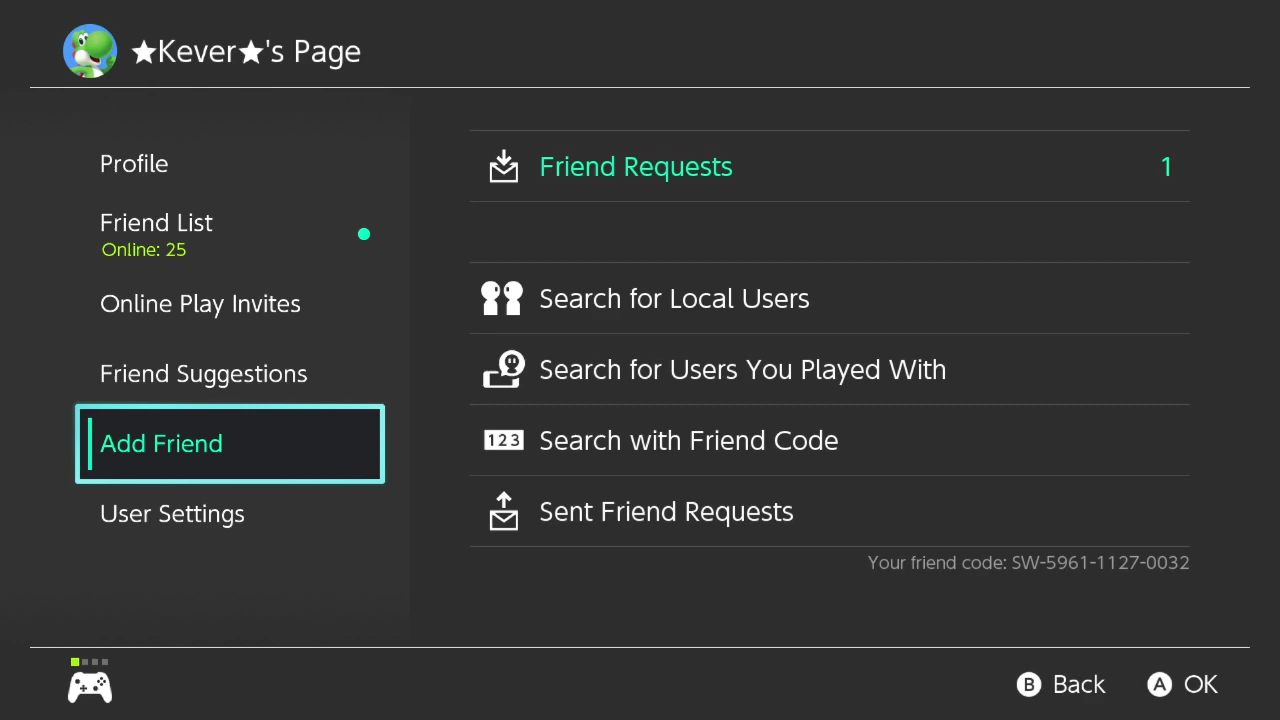 ★Kever★'s Page
Profile
Friend List
Online: 25
Online Play Invites
Friend Suggestions
Add Friend
User Settings
Friend Requests 1
Search for Local Users
Search for Users You Played With
123 Search with Friend Code
Sent Friend Requests
Your friend code: SW-5961-1127-0032
B Back A OK